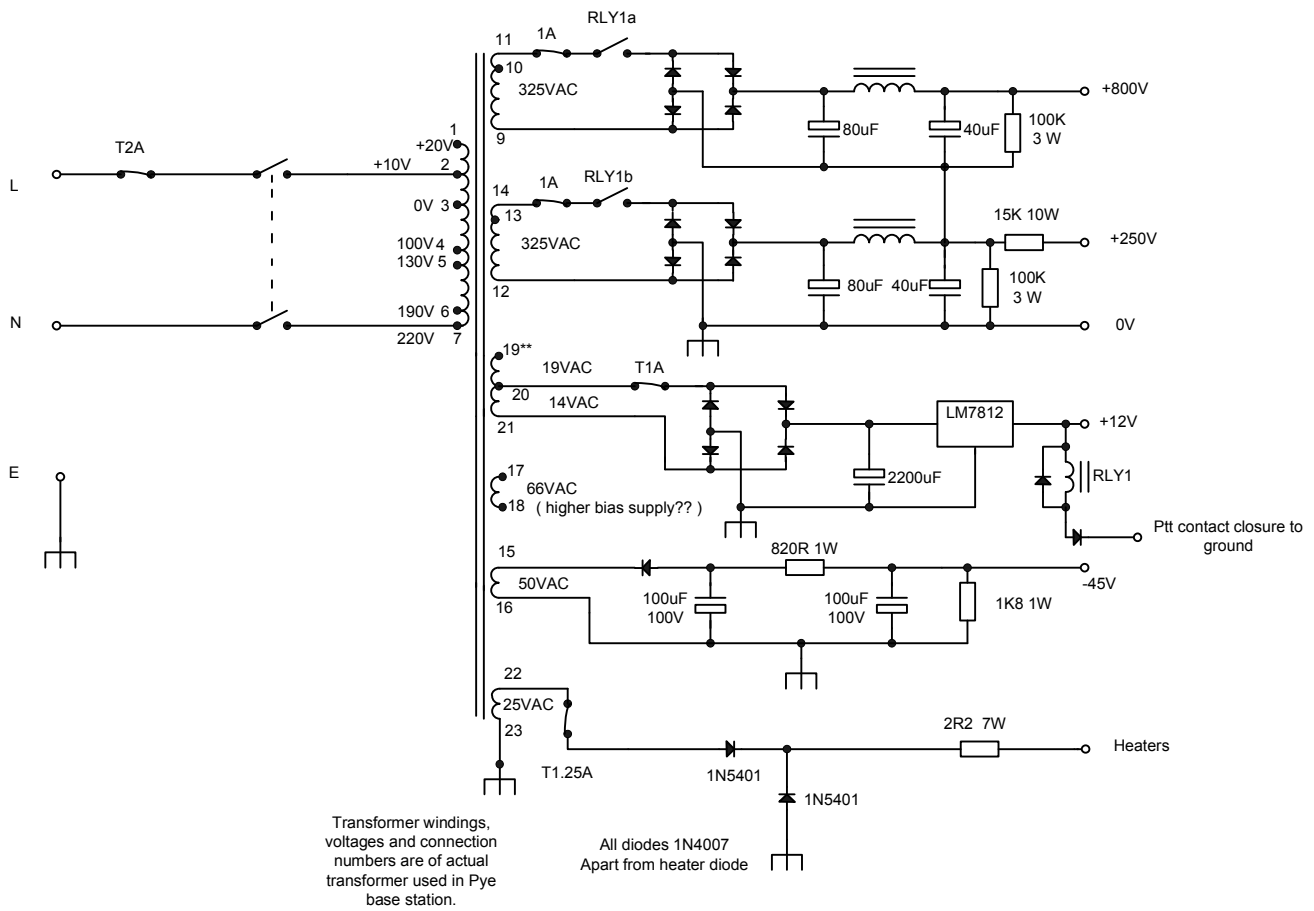 RLY1a
11
1A
10
325VAC
9
+800V
80uF
40uF
100K
3 W
1
+20V
T2A
+10V
2
L
RLY1b
14
1A
13
0V 3
325VAC
12
15K 10W
+250V
100V 4
130V 5
80uF
40uF
100K
3 W
190V 6
N
220V
7
0V
19**
19VAC
T1A
20
14VAC
21
LM7812
+12V
2200uF
RLY1
E
17
66VAC
18
( higher bias supply?? )
Ptt contact closure to
ground
15
820R 1W
-45V
50VAC
16
100uF
100V
100uF
100V
1K8 1W
22
25VAC
23
2R2 7W
Heaters
T1.25A
1N5401
1N5401
Transformer windings,
voltages and connection
numbers are of actual
transformer used in Pye
base station.
All diodes 1N4007
Apart from heater diode